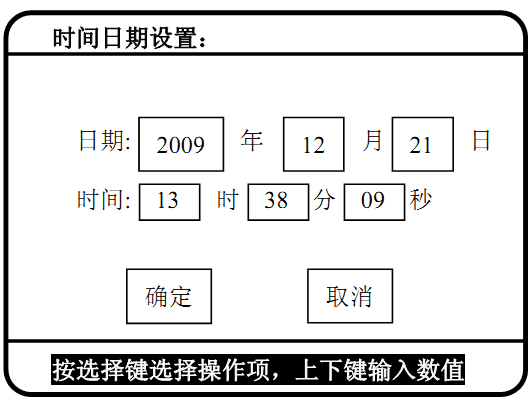 时间日期设置：
日期: 2009 年 12 月 21 日
时间: 13 时 38 分 09 秒
确定 取消
按选择键选择操作项，上下键输入数值